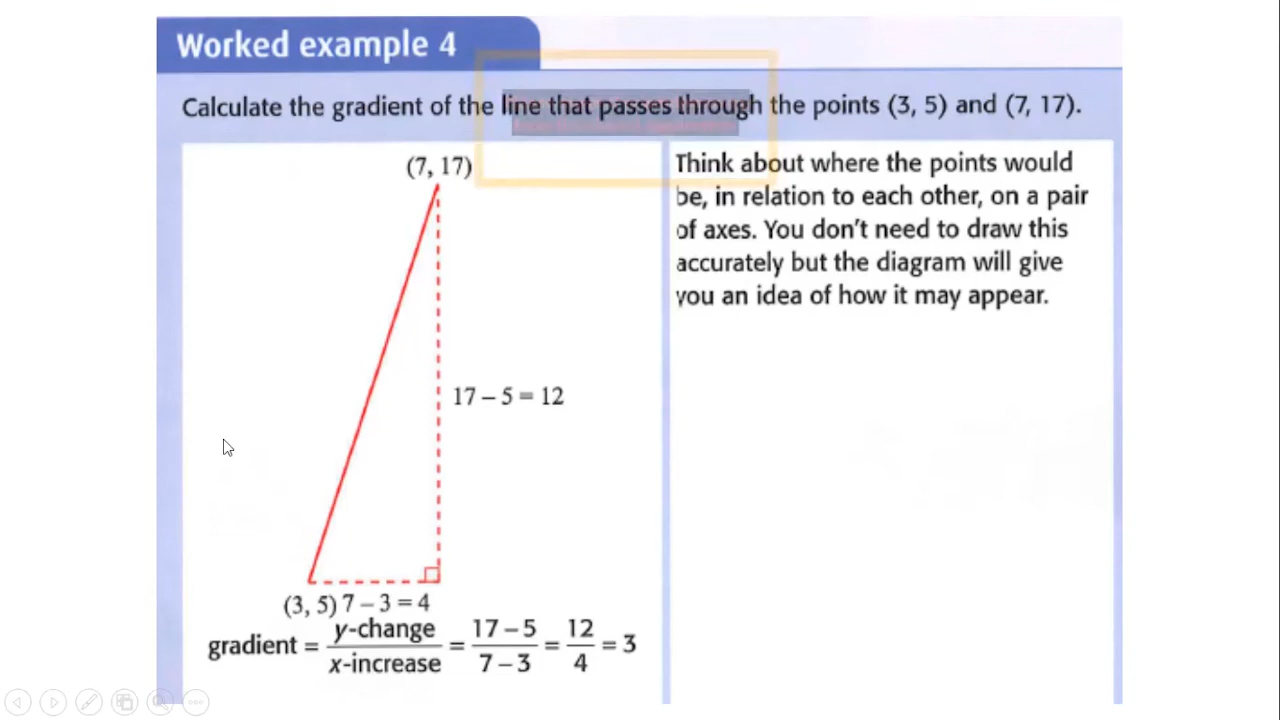 Worked example 4
Calculate the gradient of the line that passes through the points (3, 5) and (7, 17).
(7, 17)
17 – 5 = 12
(3, 5) 7 – 3 = 4
gradient = y-change / x-increase = 17 – 5 / 7 – 3 = 12 / 4 = 3
Think about where the points would
be, in relation to each other, on a pair
of axes. You don't need to draw this
accurately but the diagram will give
you an idea of how it may appear.